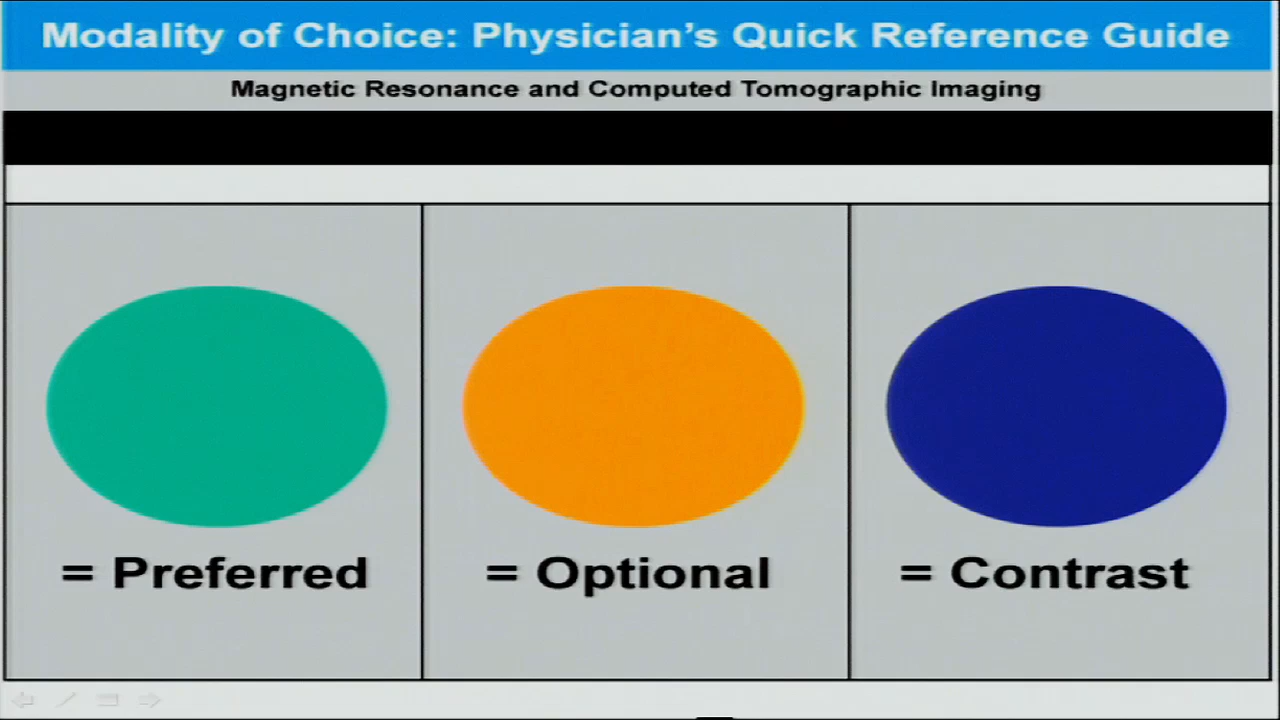 Modality of Choice: Physician's Quick Reference Guide
Magnetic Resonance and Computed Tomographic Imaging
= Preferred
= Optional
= Contrast